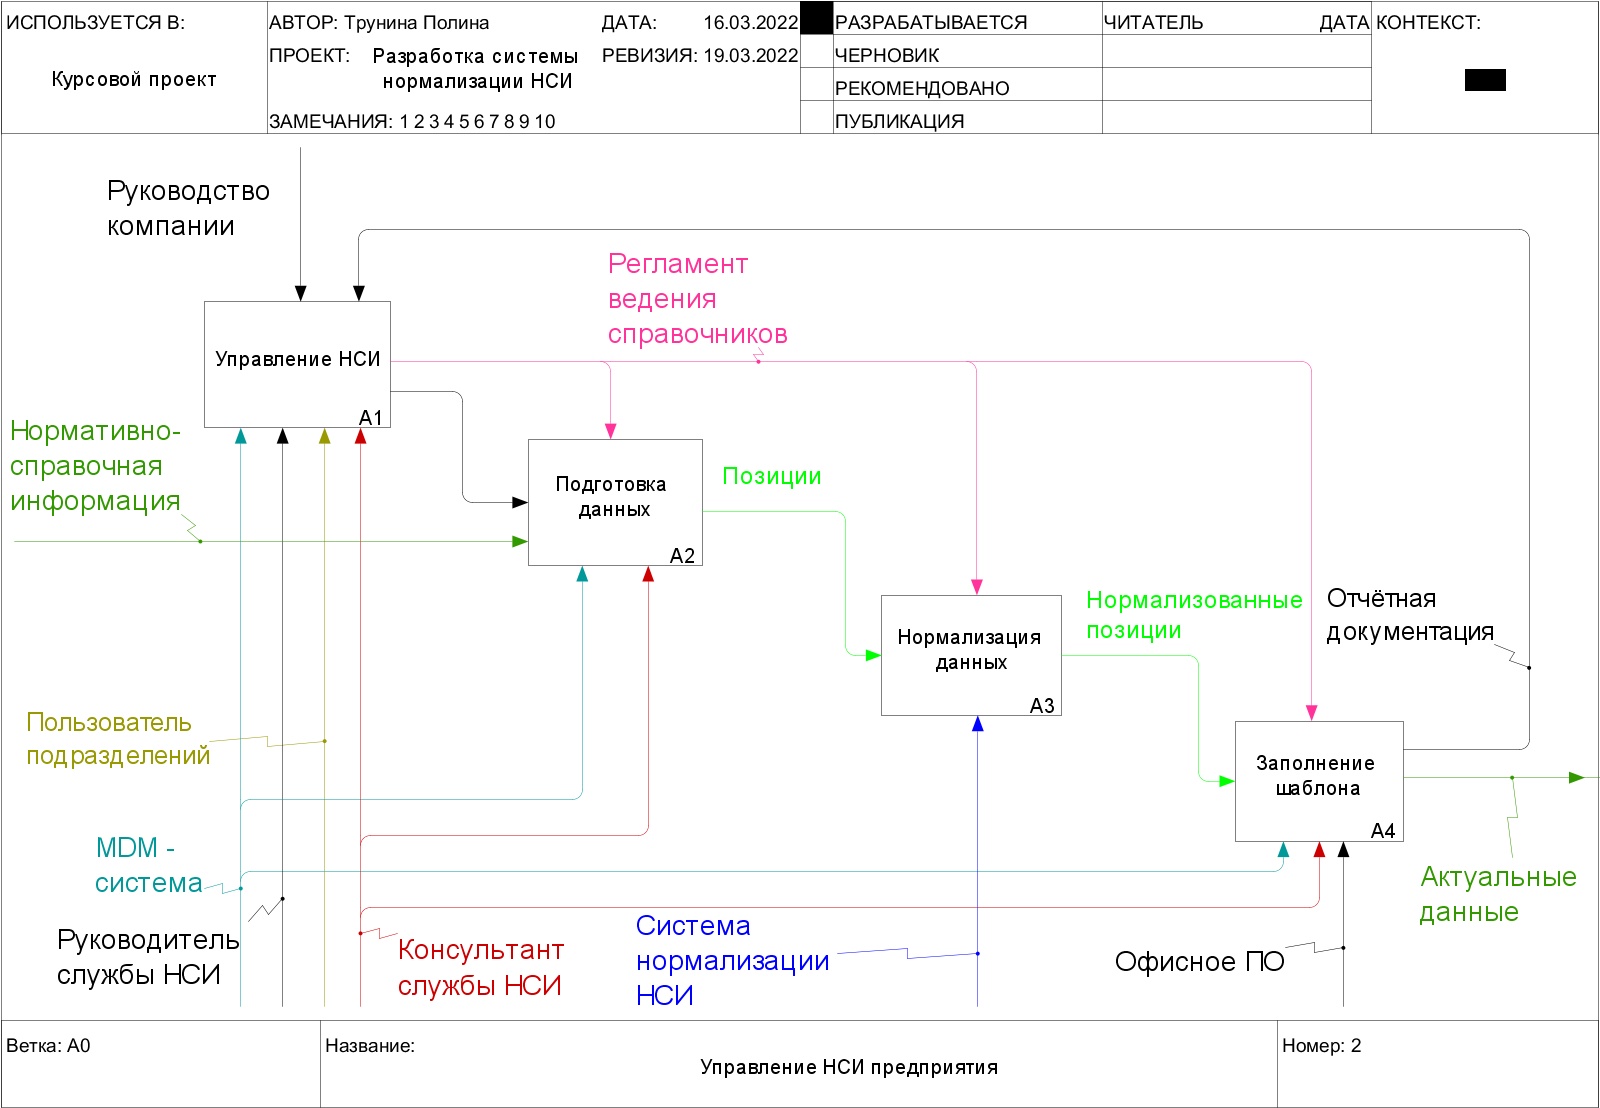 ИСПОЛЬЗУЕТСЯ В:
Курсовой проект
АВТОР: Трунина Полина
ДАТА: 16.03.2022
ПРОЕКТ: Разработка системы
нормализации НСИ
РЕВИЗИЯ: 19.03.2022
ЗАМЕЧАНИЯ: 1 2 3 4 5 6 7 8 9 10
РАЗРАБАТЫВАЕТСЯ
ЧЕРНОВИК
РЕКОМЕНДОВАНО
ПУБЛИКАЦИЯ
ЧИТАТЕЛЬ
ДАТА
КОНТЕКСТ:
Руководство
компании
Регламент
ведения
справочников
Управление НСИ
A1
Нормативно-
справочная
информация
Подготовка
данных
A2
Позиции
Нормализация
данных
A3
Нормализованные
позиции
Отчётная
документация
Пользователь
подразделений
Заполнение
шаблона
A4
MDM -
система
Актуальные
данные
Руководитель
службы НСИ
Консультант
службы НСИ
Система
нормализации
НСИ
Офисное ПО
Ветка: A0
Название:
Управление НСИ предприятия
Номер: 2